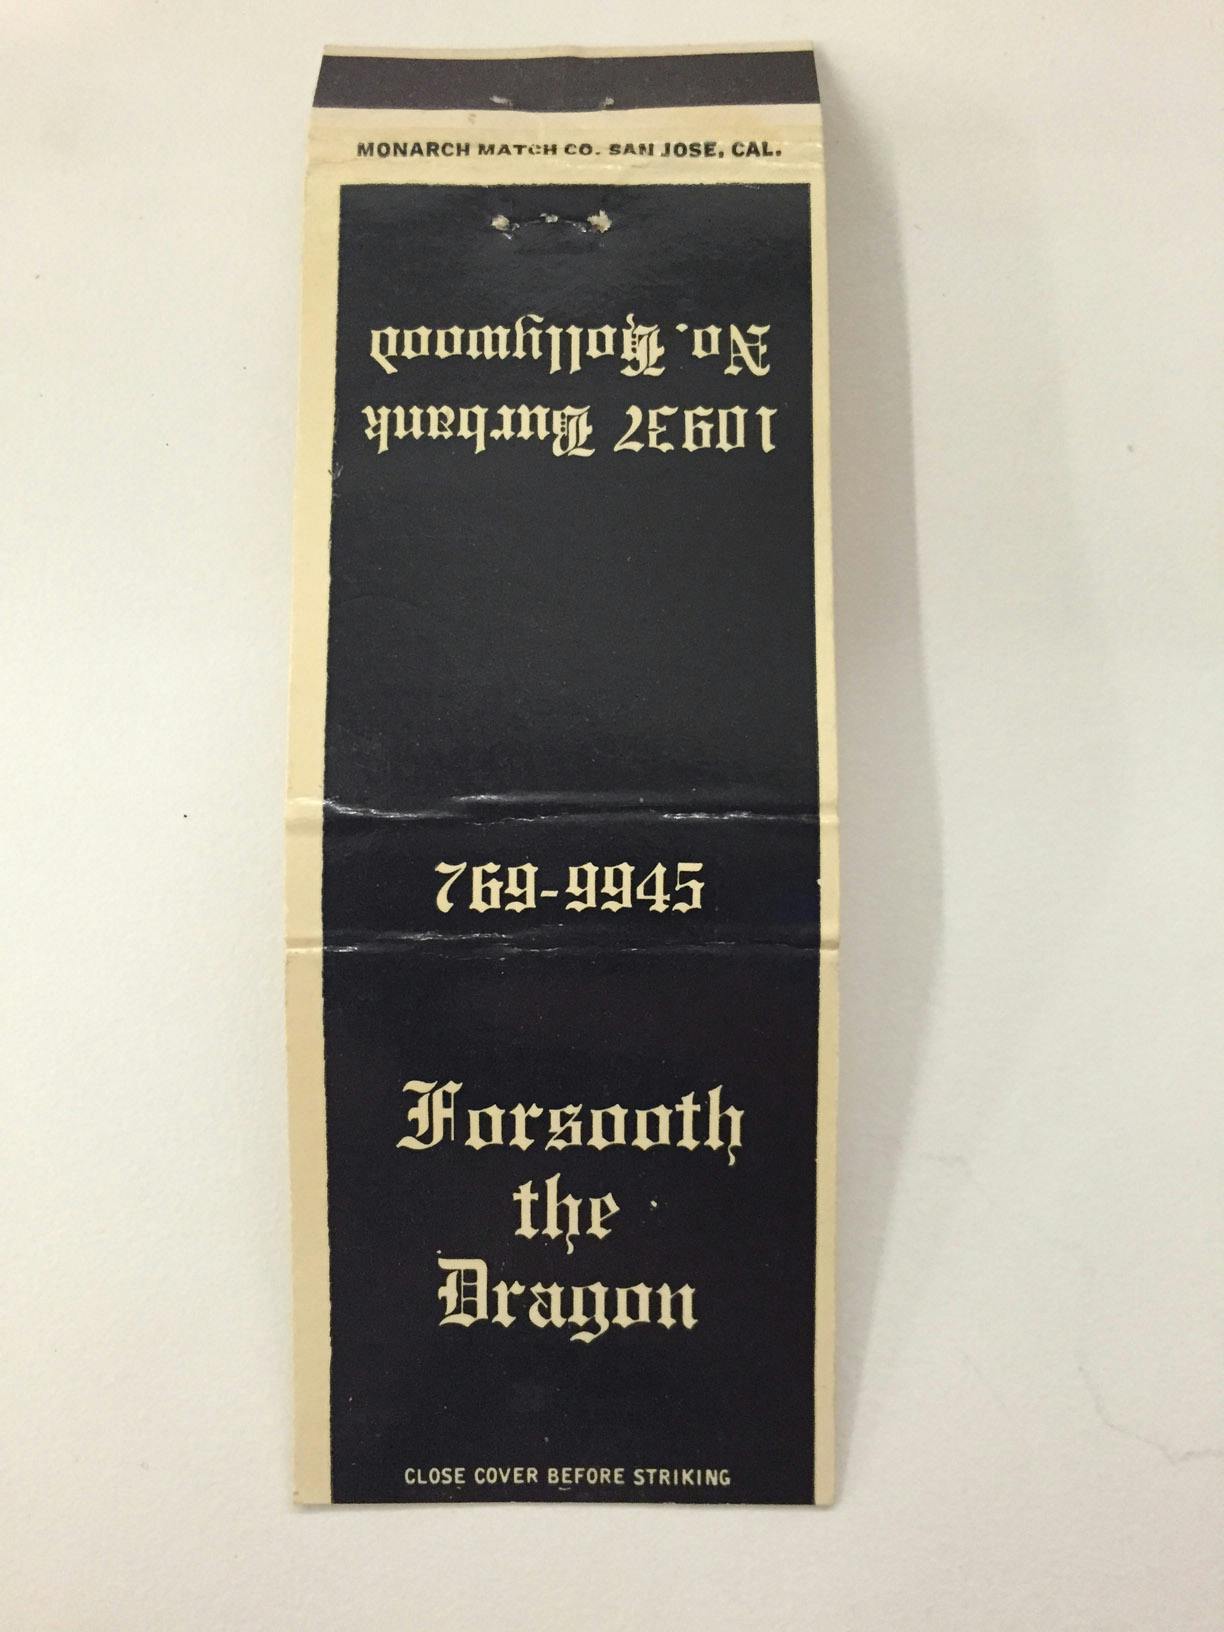 MONARCH MATCH CO. SAN JOSE, CAL.
10937 Burbank
No. Hollywood
769-9945
Forsooth
the
Dragon
CLOSE COVER BEFORE STRIKING